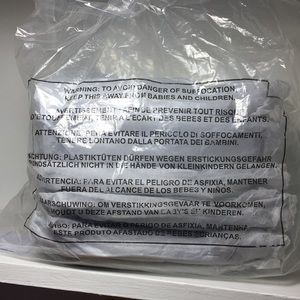 WARNING: TO AVOID DANGER OF SUFFOCATION,
KEEP THIS AWAY FROM BABIES AND CHILDREN.
AVERTISSEMENT: AFIN DE PREVENIR TOUT RISQUE
D'ETOUFFEMENT, TENIR A L'ECART DES BEBES ET DES ENFANTS.
ATTENZIONE: PER EVITARE IL PERICOLO DI SOFFOCAMENTI,
TENERE LONTANO DALLA PORTATA DEI BAMBINI.
ACHTUNG: PLASTIKTÜTEN DÜRFEN WEGEN ERSTICKUNGSGEFAHR
GRUNDSÄTZLICH NICHT IN DIE HÄNDE VON KLEINKINDERN GELANGEN.
ADVERTENCIA: PARA EVITAR EL PELIGRO DE ASFIXIA, MANTENER
FUERA DEL ALCANCE DE LOS BEBES Y NIÑOS.
WAARSCHUWING: OM VERSTIKKINGSGEVAAR TE VOORKOMEN,
HOUDT U DEZE AFSTAND VAN BABY'S EN KINDEREN.
AVISO: PARA EVITAR O PERIGO DE ASFIXIA, MANTENHA
ESTE PRODUTO AFASTADO DE BEBES E CRIANÇAS.